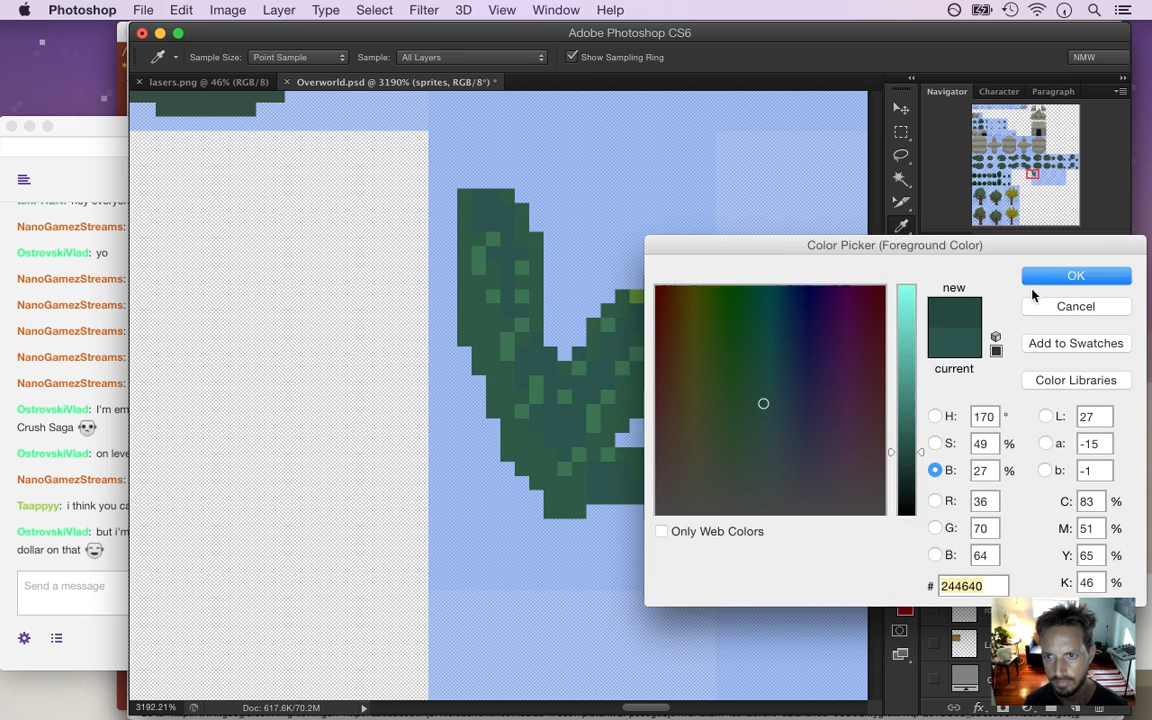 Photoshop File Edit Image Layer Type Select Filter 3D View Window Help
Adobe Photoshop CS6
Sample Size: Point Sample Sample: All Layers Show Sampling Ring NMW
lasers.png @ 46% (RGB/8) Overworld.psd @ 3190% (sprites, RGB/8*) *
Navigator Character Paragraph
NanoGamezStreams:
OstrovskiVlad: yo
NanoGamezStreams:
NanoGamezStreams:
NanoGamezStreams:
NanoGamezStreams:
NanoGamezStreams:
OstrovskiVlad: I'm em
Crush Saga
OstrovskiVlad: on leve
NanoGamezStreams:
Taappyy: i think you ca
OstrovskiVlad: but i'm
dollar on that
Send a message
Color Picker (Foreground Color)
new
current
OK
Cancel
Add to Swatches
Color Libraries
H: 170 °
S: 49 %
B: 27 %
R: 36
G: 70
B: 64
L: 27
a: -15
b: -1
C: 83 %
M: 51 %
Y: 65 %
K: 46 %
# 244640
Only Web Colors
3192.21% Doc: 617.6K/70.2M